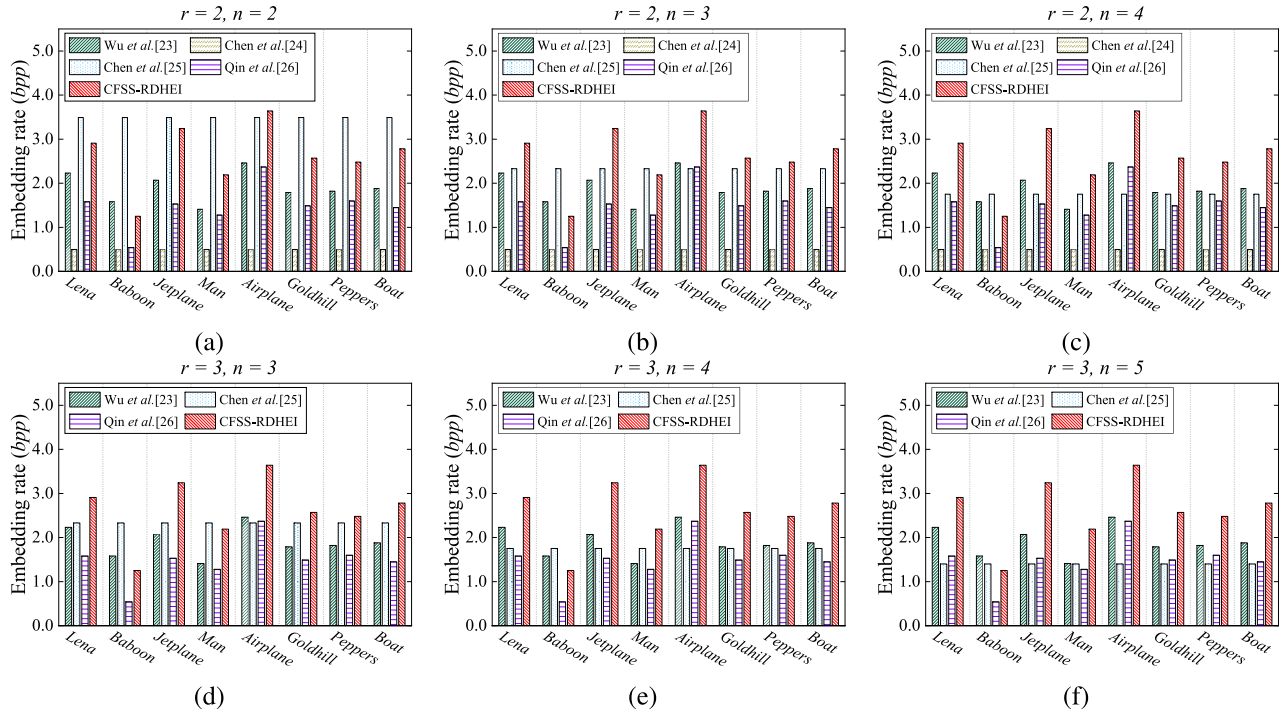 r = 2, n = 2
Embedding rate (bpp)
5.0
4.0
3.0
2.0
1.0
0.0
Wu et al.[23]
Chen et al.[24]
Chen et al.[25]
Qin et al.[26]
CFSS-RDHEI
Lena
Baboon
Jetplane
Man
Airplane
Goldhill
Peppers
Boat
(a)
r = 2, n = 3
Embedding rate (bpp)
5.0
4.0
3.0
2.0
1.0
0.0
Wu et al.[23]
Chen et al.[24]
Chen et al.[25]
Qin et al.[26]
CFSS-RDHEI
Lena
Baboon
Jetplane
Man
Airplane
Goldhill
Peppers
Boat
(b)
r = 2, n = 4
Embedding rate (bpp)
5.0
4.0
3.0
2.0
1.0
0.0
Wu et al.[23]
Chen et al.[24]
Chen et al.[25]
Qin et al.[26]
CFSS-RDHEI
Lena
Baboon
Jetplane
Man
Airplane
Goldhill
Peppers
Boat
(c)
r = 3, n = 3
Embedding rate (bpp)
5.0
4.0
3.0
2.0
1.0
0.0
Wu et al.[23]
Chen et al.[25]
Qin et al.[26]
CFSS-RDHEI
Lena
Baboon
Jetplane
Man
Airplane
Goldhill
Peppers
Boat
(d)
r = 3, n = 4
Embedding rate (bpp)
5.0
4.0
3.0
2.0
1.0
0.0
Wu et al.[23]
Chen et al.[25]
Qin et al.[26]
CFSS-RDHEI
Lena
Baboon
Jetplane
Man
Airplane
Goldhill
Peppers
Boat
(e)
r = 3, n = 5
Embedding rate (bpp)
5.0
4.0
3.0
2.0
1.0
0.0
Wu et al.[23]
Chen et al.[25]
Qin et al.[26]
CFSS-RDHEI
Lena
Baboon
Jetplane
Man
Airplane
Goldhill
Peppers
Boat
(f)